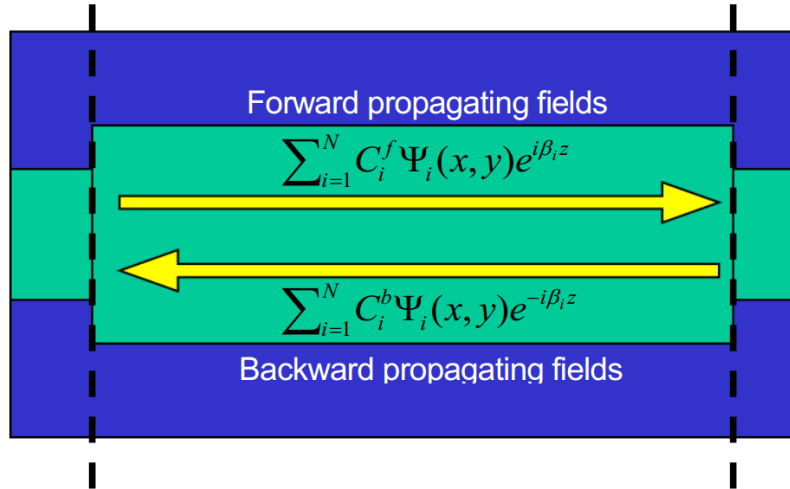 Forward propagating fields
∑_{i=1}^{N} C_i^f Ψ_i(x, y)e^{iβ_i z}
∑_{i=1}^{N} C_i^b Ψ_i(x, y)e^{-iβ_i z}
Backward propagating fields